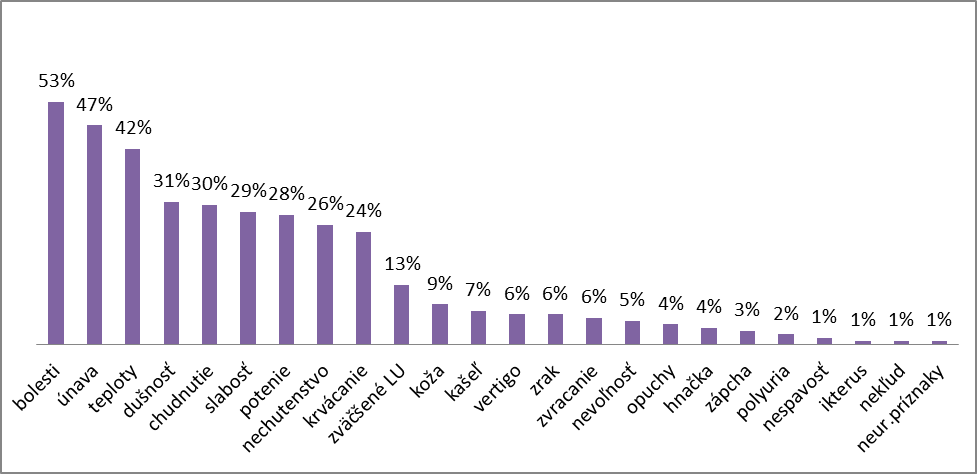 53%
47%
42%
31%
30%
29%
28%
26%
24%
13%
9%
7%
6%
6%
6%
5%
4%
4%
3%
2%
1%
1%
1%
1%
bolesti
únava
teploty
dušnosť
chudnutie
slabosť
potenie
nechutenstvo
krvácanie
zväčšené LU
koža
kašeľ
vertigo
zrak
zvracanie
nevoľnosť
opuchy
hnačka
zápcha
polyuria
nespavosť
ikterus
nekľud
neur.príznaky